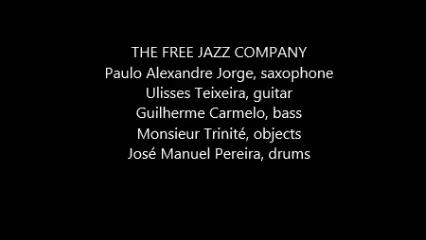 THE FREE JAZZ COMPANY
Paulo Alexandre Jorge, saxophone
Ulisses Teixeira, guitar
Guilherme Carmelo, bass
Monsieur Trinité, objects
José Manuel Pereira, drums